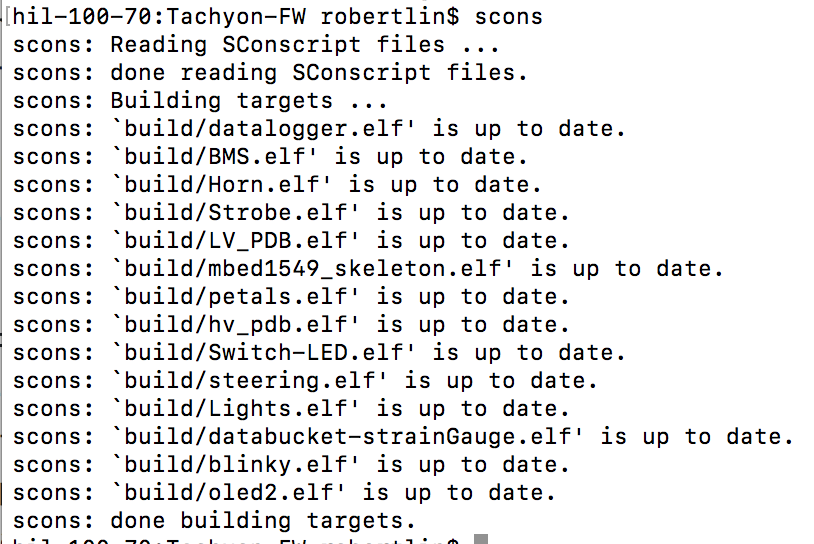 [hil-100-70:Tachyon-FW robertlin$ scons
scons: Reading SConscript files ...
scons: done reading SConscript files.
scons: Building targets ...
scons: `build/datalogger.elf' is up to date.
scons: `build/BMS.elf' is up to date.
scons: `build/Horn.elf' is up to date.
scons: `build/Strobe.elf' is up to date.
scons: `build/LV_PDB.elf' is up to date.
scons: `build/mbed1549_skeleton.elf' is up to date.
scons: `build/petals.elf' is up to date.
scons: `build/hv_pdb.elf' is up to date.
scons: `build/Switch-LED.elf' is up to date.
scons: `build/steering.elf' is up to date.
scons: `build/Lights.elf' is up to date.
scons: `build/databucket-strainGauge.elf' is up to date.
scons: `build/blinky.elf' is up to date.
scons: `build/oled2.elf' is up to date.
scons: done building targets.
hil-100-70:Tachyon-FW robertlin$